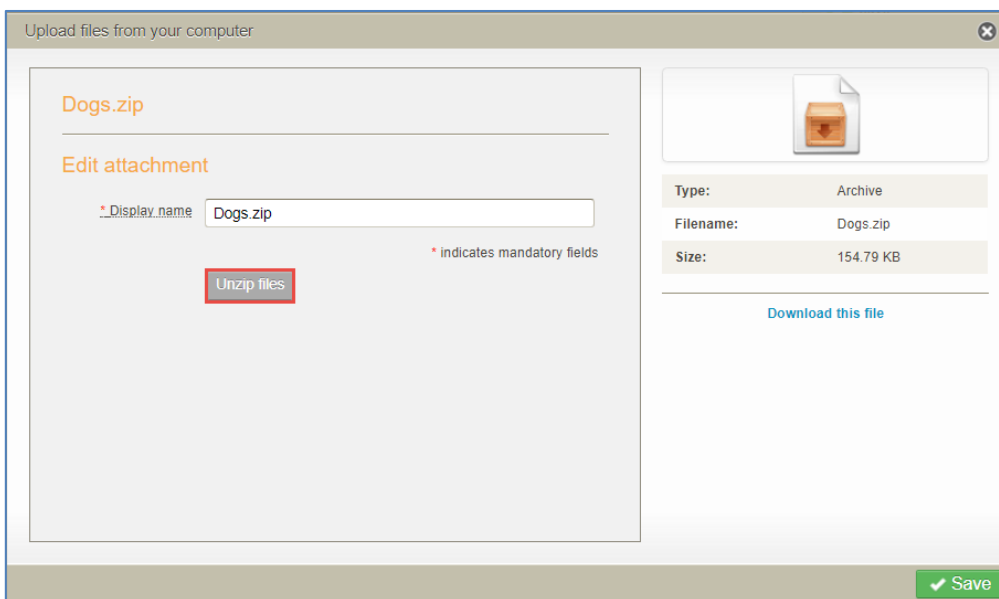 Upload files from your computer
Dogs.zip
Edit attachment
* Display name Dogs.zip
* indicates mandatory fields
Unzip files
Type: Archive
Filename: Dogs.zip
Size: 154.79 KB
Download this file
Save